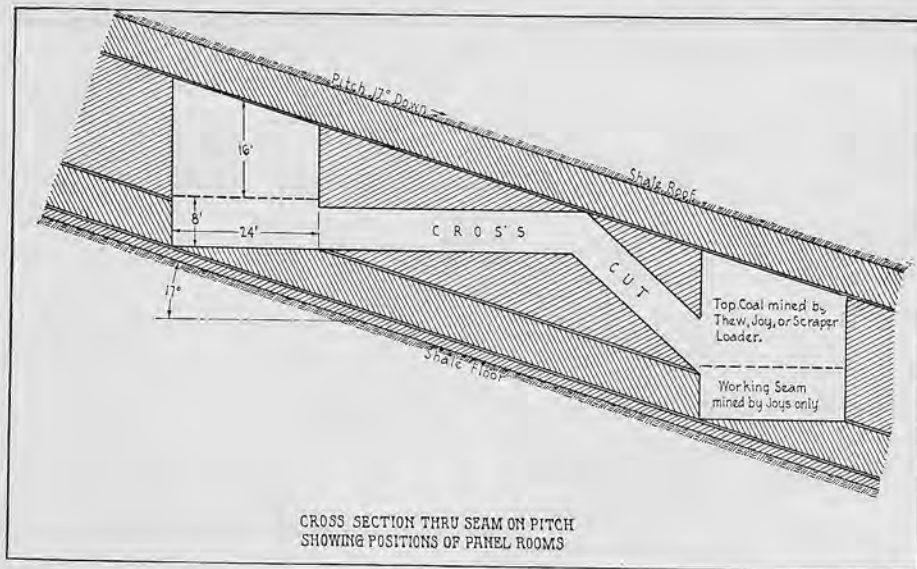 Pitch 17° Down
Shale Roof
16'
8'
24'
CROSS
CUT
17°
Shale Floor
Top Coal mined by
Thew, Joy, or Scraper
Loader.
Working Seam
mined by Joys only
CROSS SECTION THRU SEAM ON PITCH
SHOWING POSITIONS OF PANEL ROOMS